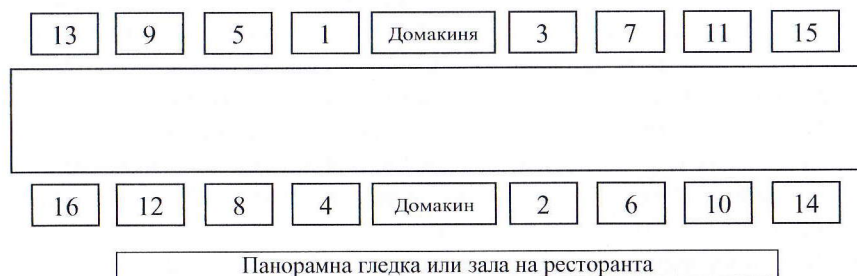 13 9 5 1 Домакиня 3 7 11 15
16 12 8 4 Домакин 2 6 10 14
Панорамна гледка или зала на ресторанта